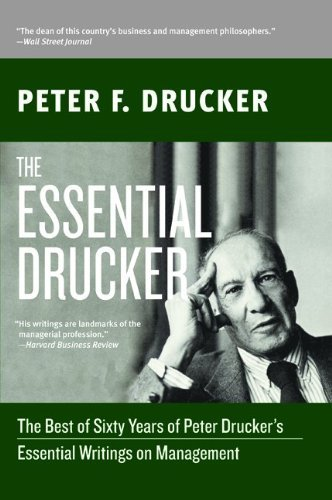 "The dean of this country's business and management philosophers."
—Wall Street Journal
PETER F. DRUCKER
THE
ESSENTIAL
DRUCKER
"His writings are landmarks of the
managerial profession."
—Harvard Business Review
The Best of Sixty Years of Peter Drucker's
Essential Writings on Management